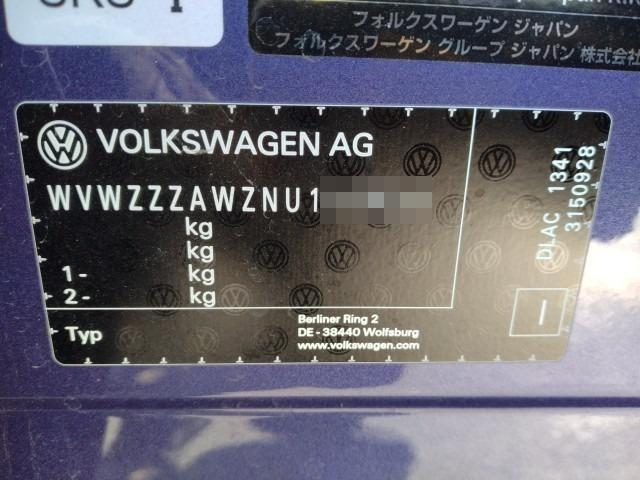 フォルクスワーゲン ジャパン
フォルクスワーゲン グループ ジャパン 株式会社
VOLKSWAGEN AG
WVWZZZAWZNU1
kg
kg
1- kg
2- kg
Typ
Berliner Ring 2
DE - 38440 Wolfsburg
www.volkswagen.com
DLAC 1341
3150928